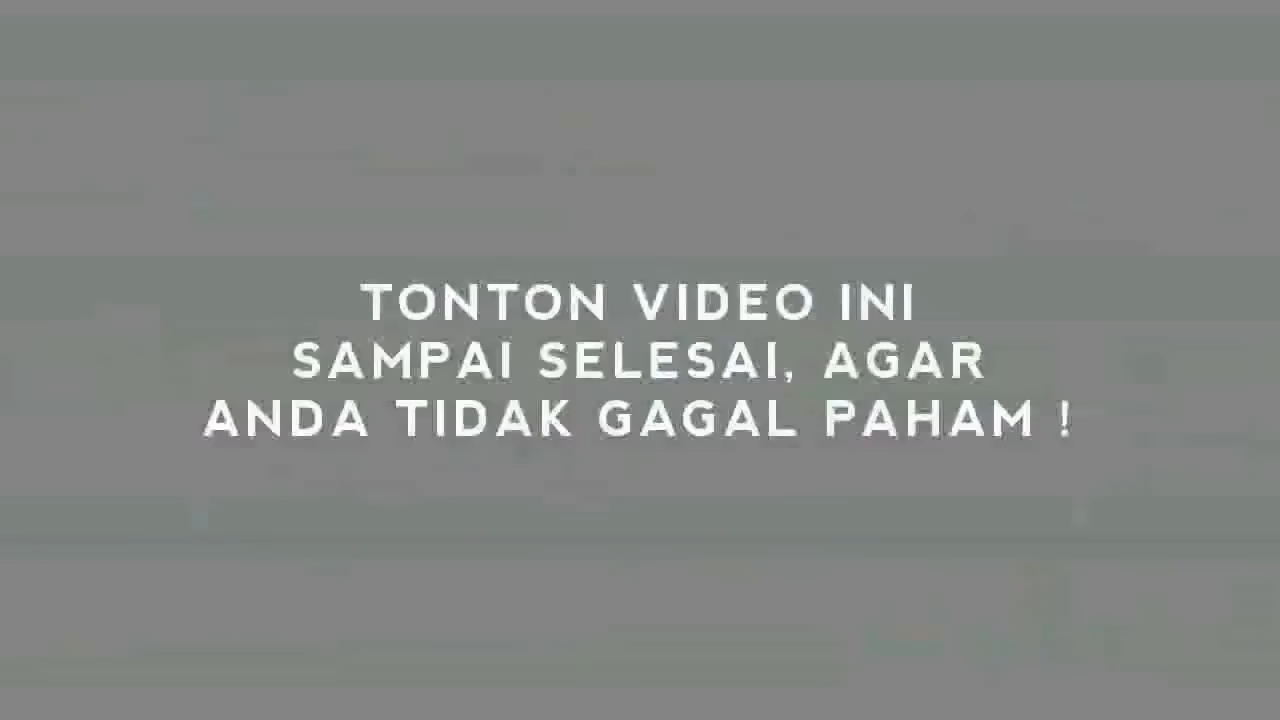 TONTON VIDEO INI
SAMPAI SELESAI, AGAR
ANDA TIDAK GAGAL PAHAM !